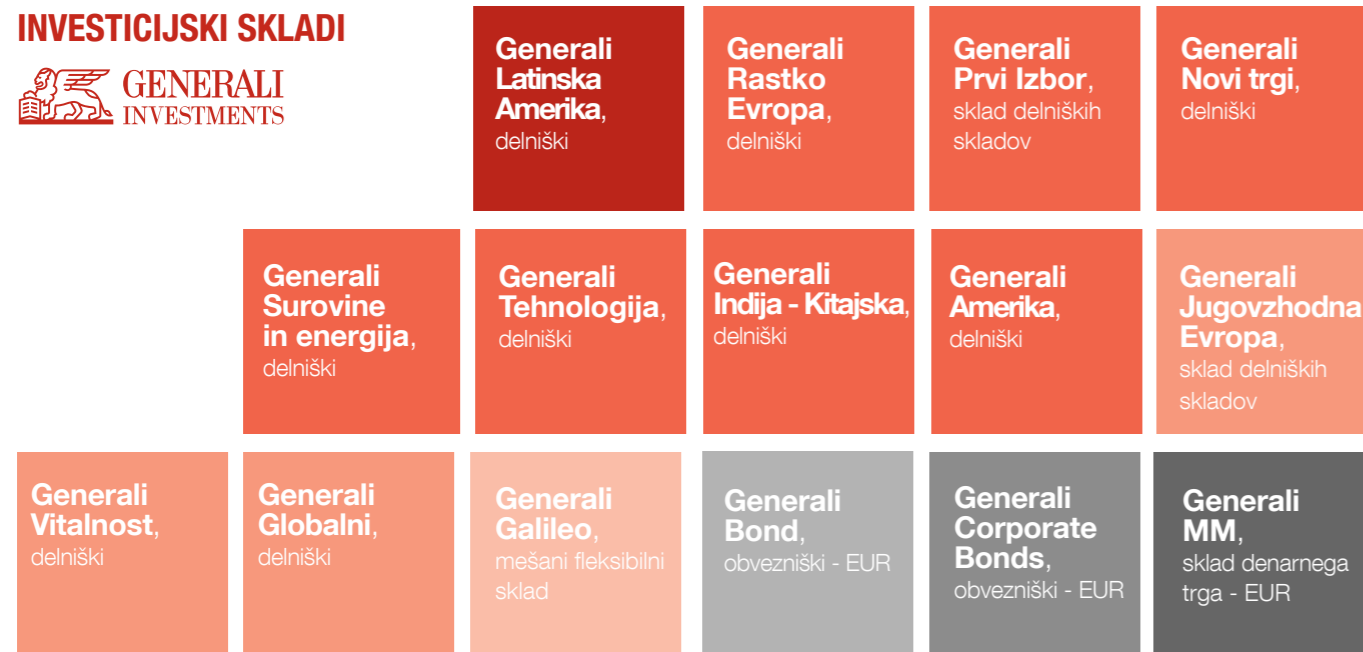 INVESTICIJSKI SKLADI
GENERALI
INVESTMENTS
Generali
Latinska
Amerika,
delniški
Generali
Rastko
Evropa,
delniški
Generali
Prvi Izbor,
sklad delniških
skladov
Generali
Novi trgi,
delniški
Generali
Surovine
in energija,
delniški
Generali
Tehnologija,
delniški
Generali
Indija - Kitajska,
delniški
Generali
Amerika,
delniški
Generali
Jugovzhodna
Evropa,
sklad delniških
skladov
Generali
Vitalnost,
delniški
Generali
Globalni,
delniški
Generali
Galileo,
mešani fleksibilni
sklad
Generali
Bond,
obvezniški - EUR
Generali
Corporate
Bonds,
obvezniški - EUR
Generali
MM,
sklad denarnega
trga - EUR